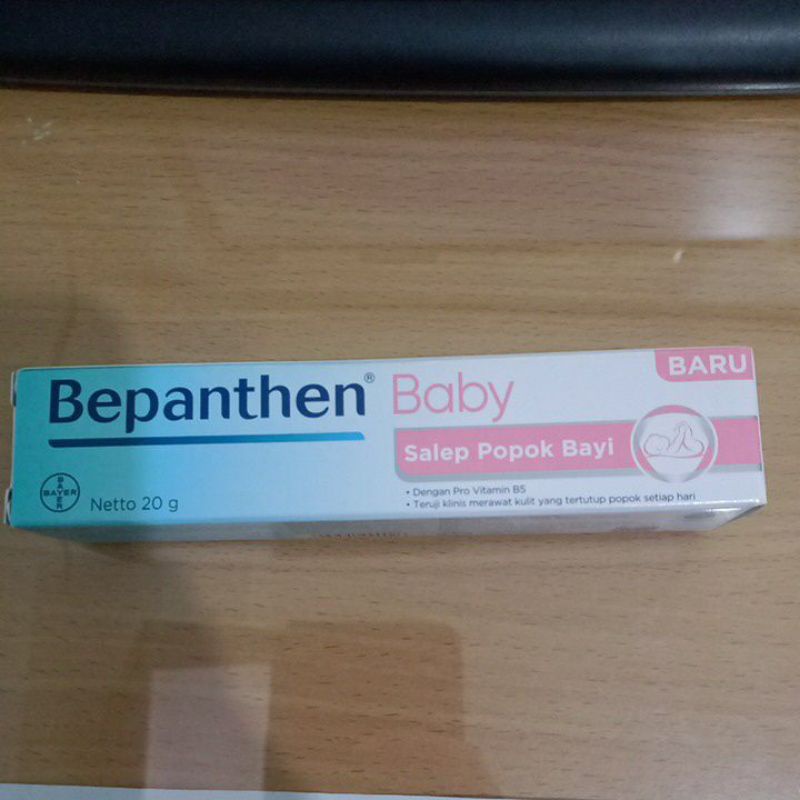 BARU
Bepanthen® Baby
Salep Popok Bayi
• Dengan Pro Vitamin B5
• Teruji klinis merawat kulit yang tertutup popok setiap hari
BAYER
BAYER
Netto 20 g